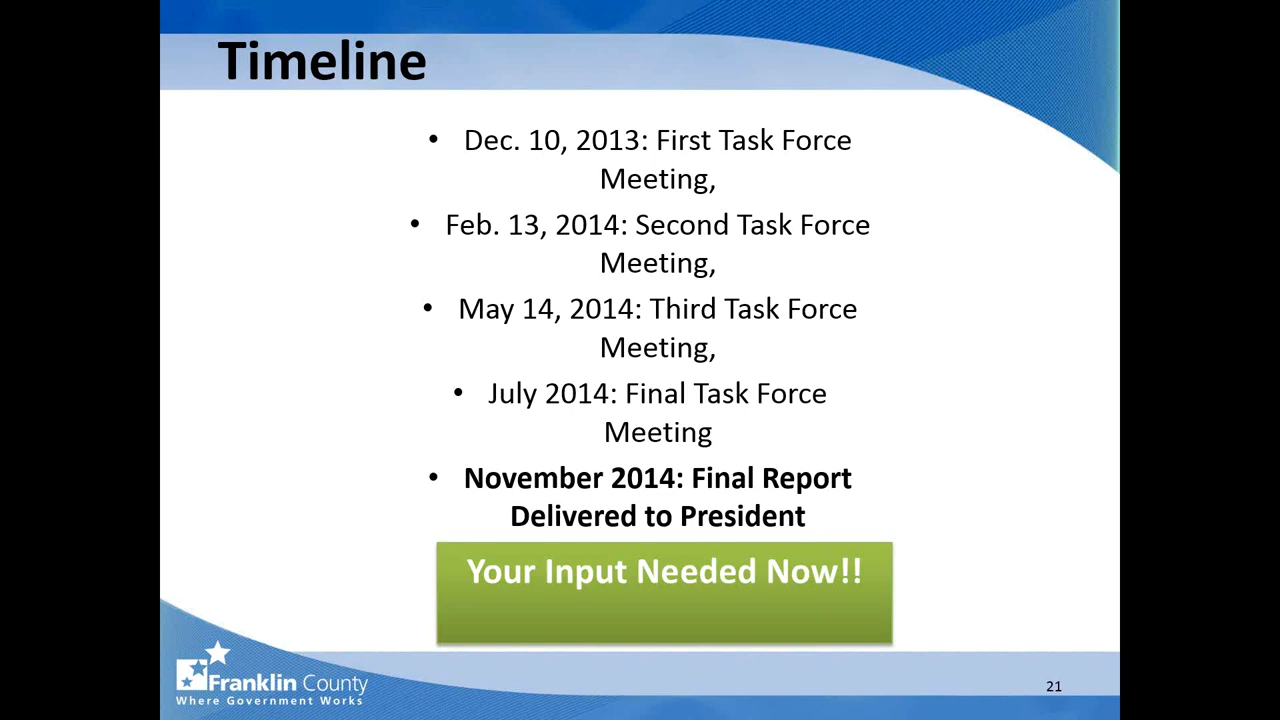 Timeline
• Dec. 10, 2013: First Task Force
Meeting,
• Feb. 13, 2014: Second Task Force
Meeting,
• May 14, 2014: Third Task Force
Meeting,
• July 2014: Final Task Force
Meeting
• November 2014: Final Report
Delivered to President
Your Input Needed Now!!
Franklin County
Where Government Works
21